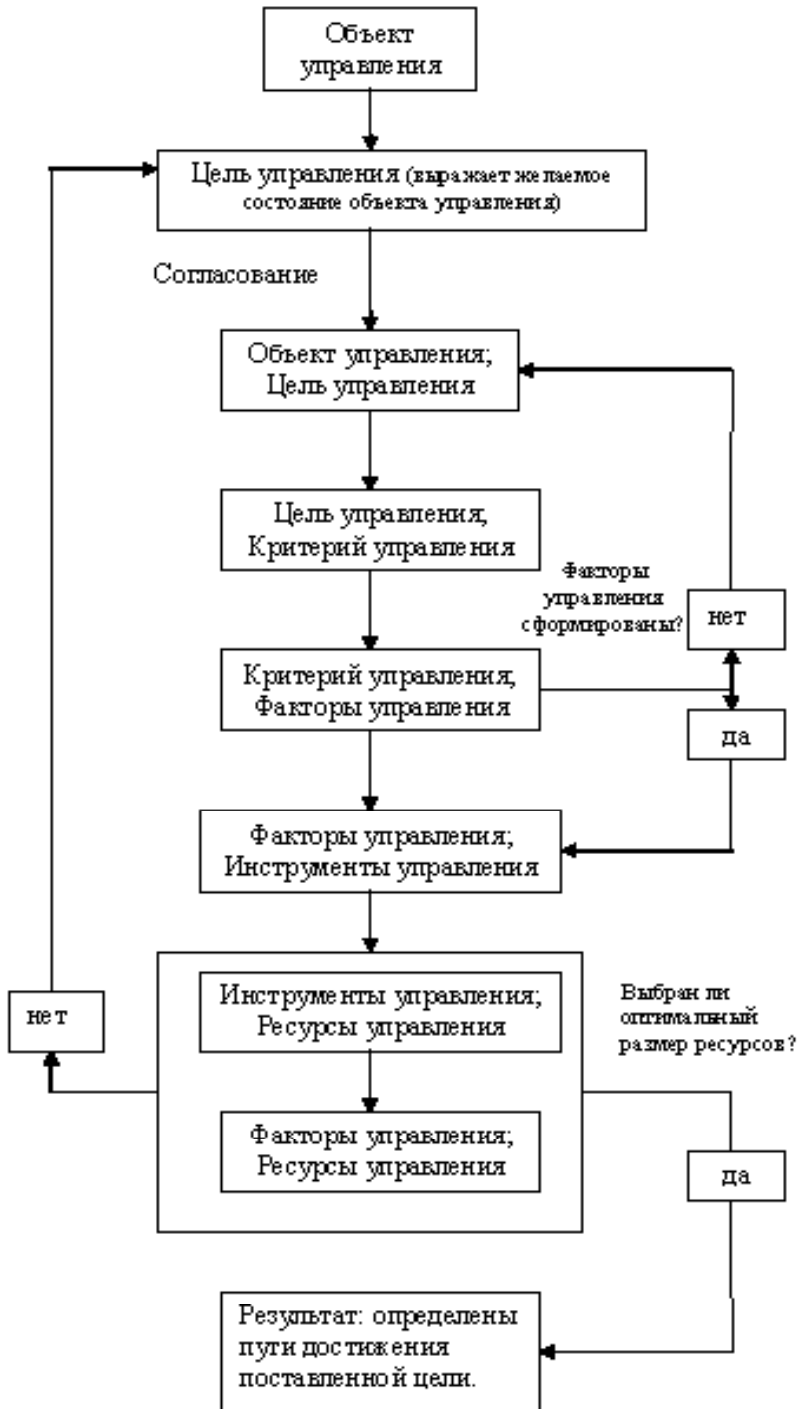 Объект
управления
Цель управления (выражает желаемое
состояние объекта управления)
Согласование
Объект управления;
Цель управления
Цель управления;
Критерий управления
Факторы
управления
сформированы?
нет
Критерий управления;
Факторы управления
да
Факторы управления;
Инструменты управления
Инструменты управления;
Ресурсы управления
нет
Выбран ли
оптимальный
размер ресурсов?
Факторы управления;
Ресурсы управления
да
Результат: определены
пути достижения
поставленной цели.